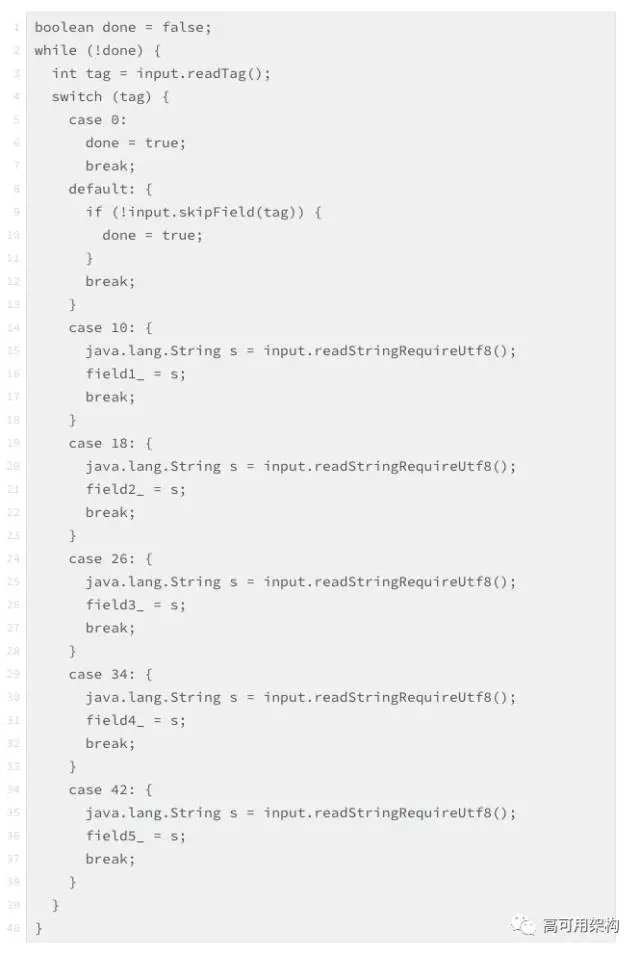 1 boolean done = false;
2 while (!done) {
3   int tag = input.readTag();
4   switch (tag) {
5     case 0:
6       done = true;
7       break;
8     default: {
9       if (!input.skipField(tag)) {
10         done = true;
11       }
12       break;
13     }
14     case 10: {
15       java.lang.String s = input.readStringRequireUtf8();
16       field1_ = s;
17       break;
18     }
19     case 18: {
20       java.lang.String s = input.readStringRequireUtf8();
21       field2_ = s;
22       break;
23     }
24     case 26: {
25       java.lang.String s = input.readStringRequireUtf8();
26       field3_ = s;
27       break;
28     }
29     case 34: {
30       java.lang.String s = input.readStringRequireUtf8();
31       field4_ = s;
32       break;
33     }
34     case 42: {
35       java.lang.String s = input.readStringRequireUtf8();
36       field5_ = s;
37       break;
38     }
39   }
40 }
高可用架构